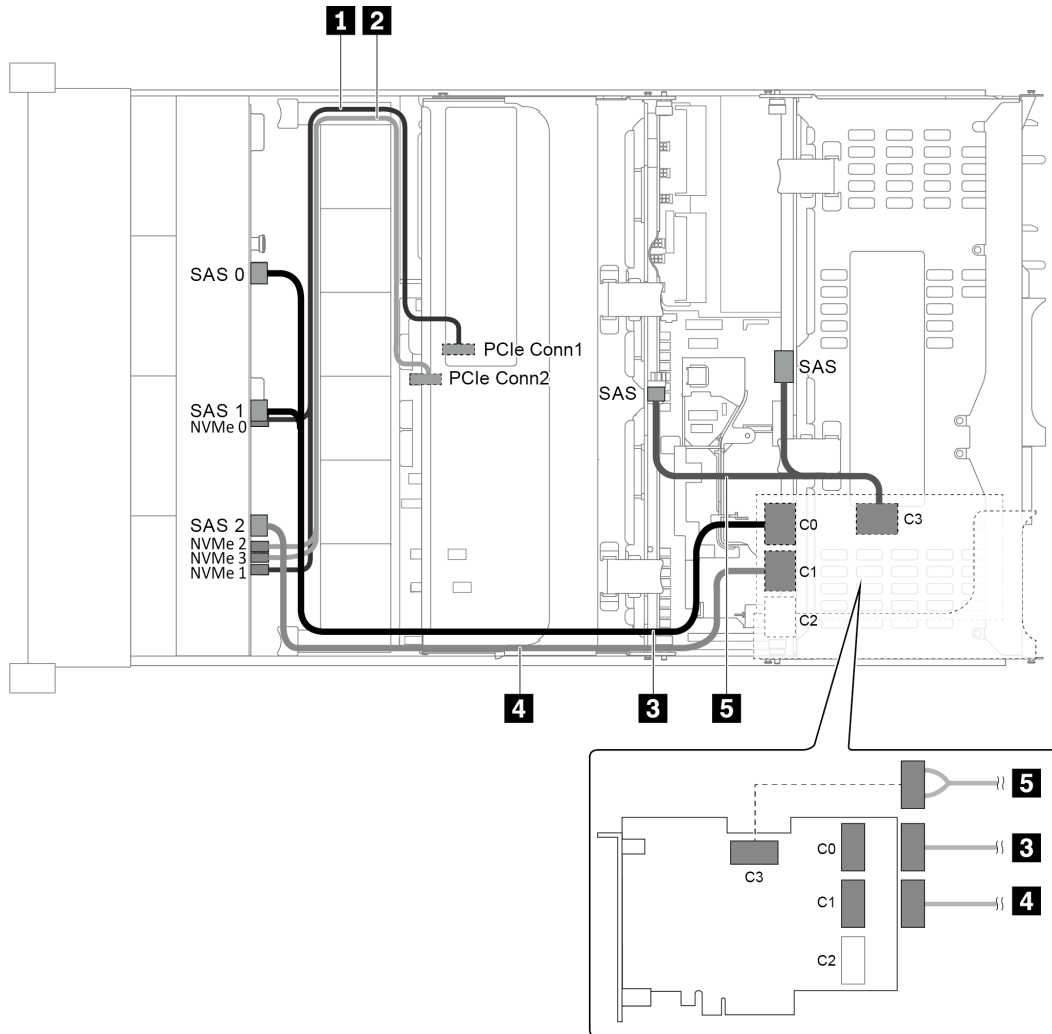 1
2
SAS 0
PCIe Conn1
SAS
PCIe Conn2
SAS
SAS 1
NVMe 0
SAS 2
NVMe 2
NVMe 3
NVMe 1
C0
C3
C1
C2
4
3
5
5
C0
3
C3
C1
4
C2